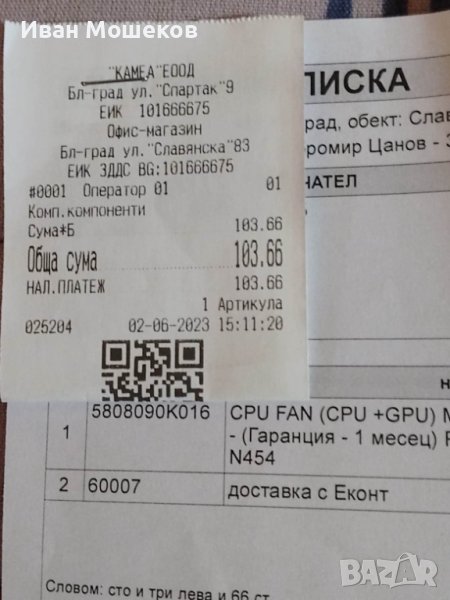 Иван Мошеков
"КАМЕА"ЕООД
Бл-град ул."Спартак"9
ЕИК 101666675
Офис-магазин
Бл-град ул."Славянска"83
ЕИК ЗДДС BG:101666675
#0001 Оператор 01 01
Комп.компоненти
Сума*Б 103.66
Обща сума 103.66
НАЛ.ПЛАТЕЖ 103.66
1 Артикула
025204 02-06-2023 15:11:20
ПИСКА
рад, обект: Слав
ромир Цанов - З
ЧАТЕЛ
Н
1 5808090K016 CPU FAN (CPU +GPU) M
- (Гаранция - 1 месец) F
N454
2 60007 доставка с Еконт
Словом: сто и три лева и 66 ст
BAZAR